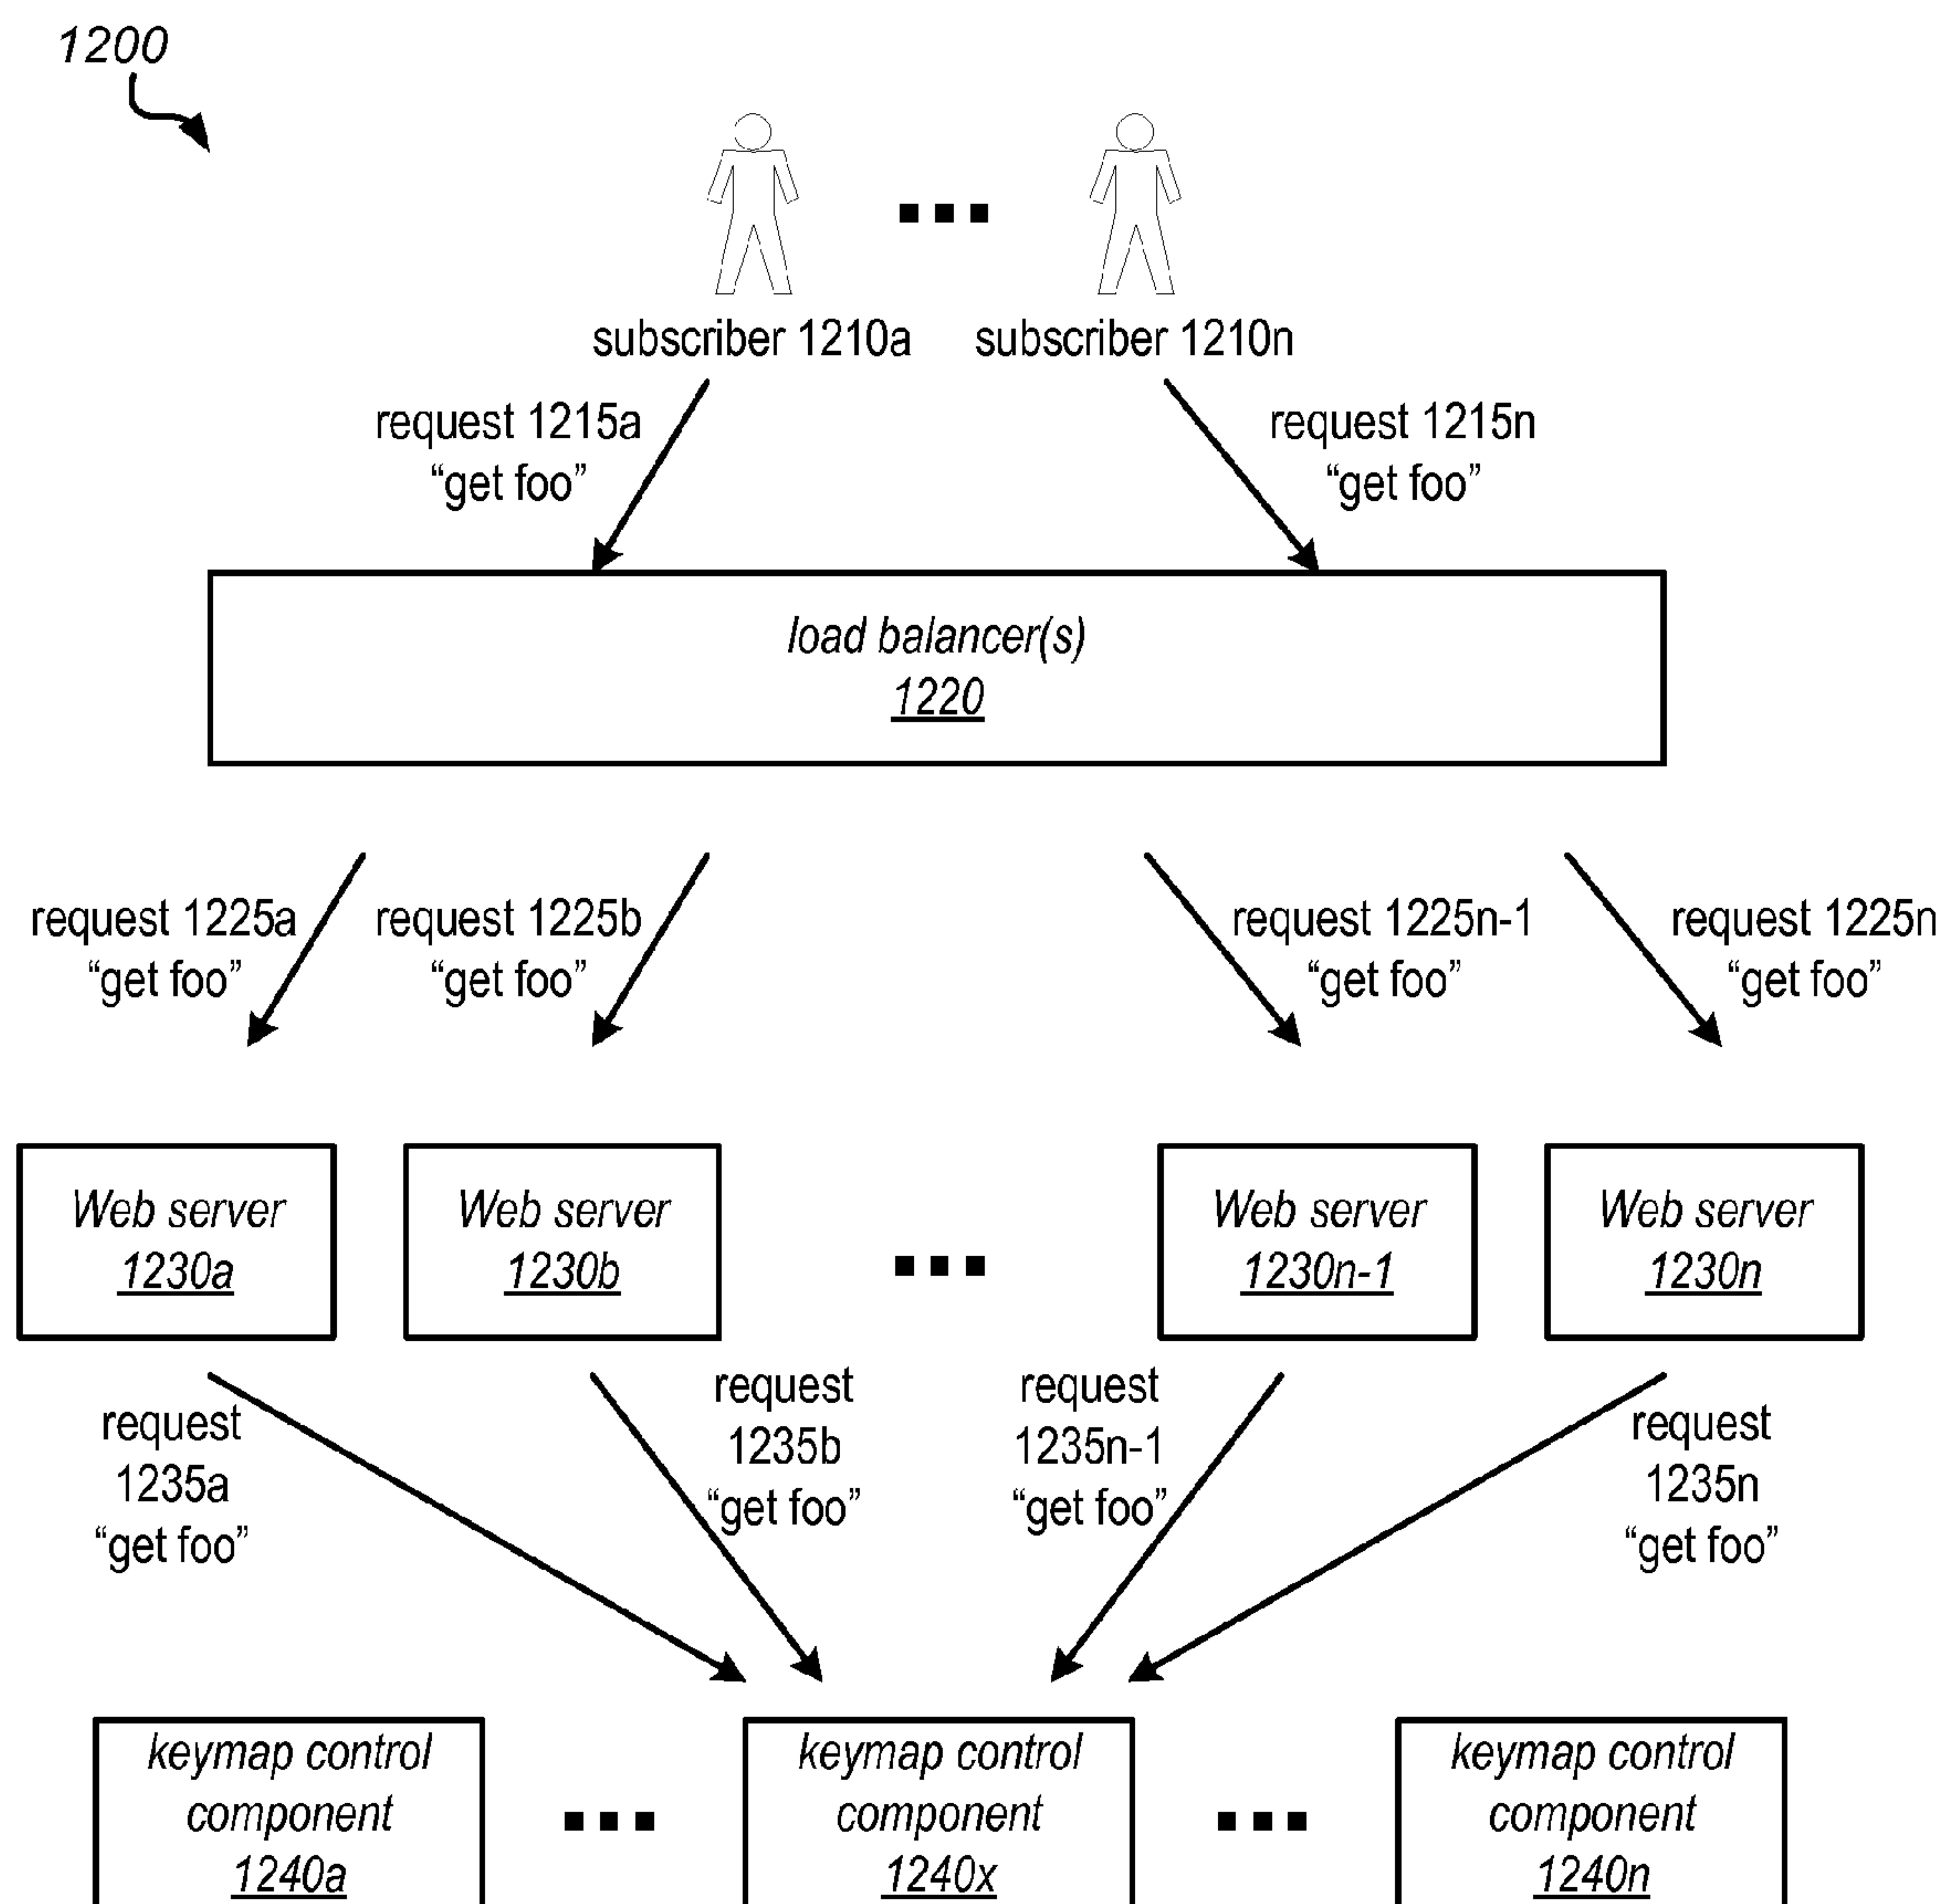 1200
subscriber 1210a
subscriber 1210n
request 1215a
“get foo”
request 1215n
“get foo”
load balancer(s)
1220
request 1225a
“get foo”
request 1225b
“get foo”
request 1225n-1
“get foo”
request 1225n
“get foo”
Web server
1230a
Web server
1230b
Web server
1230n-1
Web server
1230n
request
1235a
“get foo”
request
1235b
“get foo”
request
1235n-1
“get foo”
request
1235n
“get foo”
keymap control
component
1240a
keymap control
component
1240x
keymap control
component
1240n